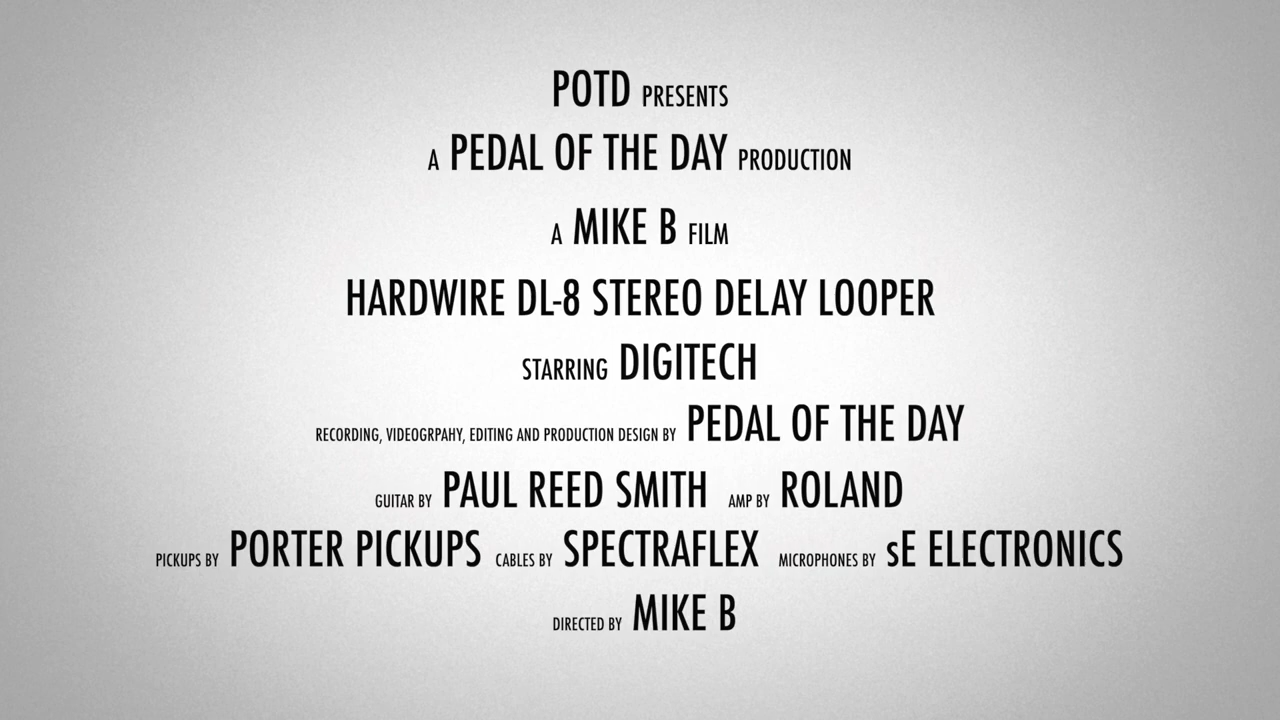 POTD PRESENTS
A PEDAL OF THE DAY PRODUCTION
A MIKE B FILM
HARDWIRE DL-8 STEREO DELAY LOOPER
STARRING DIGITECH
RECORDING, VIDEOGRPAHY, EDITING AND PRODUCTION DESIGN BY PEDAL OF THE DAY
GUITAR BY PAUL REED SMITH AMP BY ROLAND
PICKUPS BY PORTER PICKUPS CABLES BY SPECTRAFLEX MICROPHONES BY sE ELECTRONICS
DIRECTED BY MIKE B